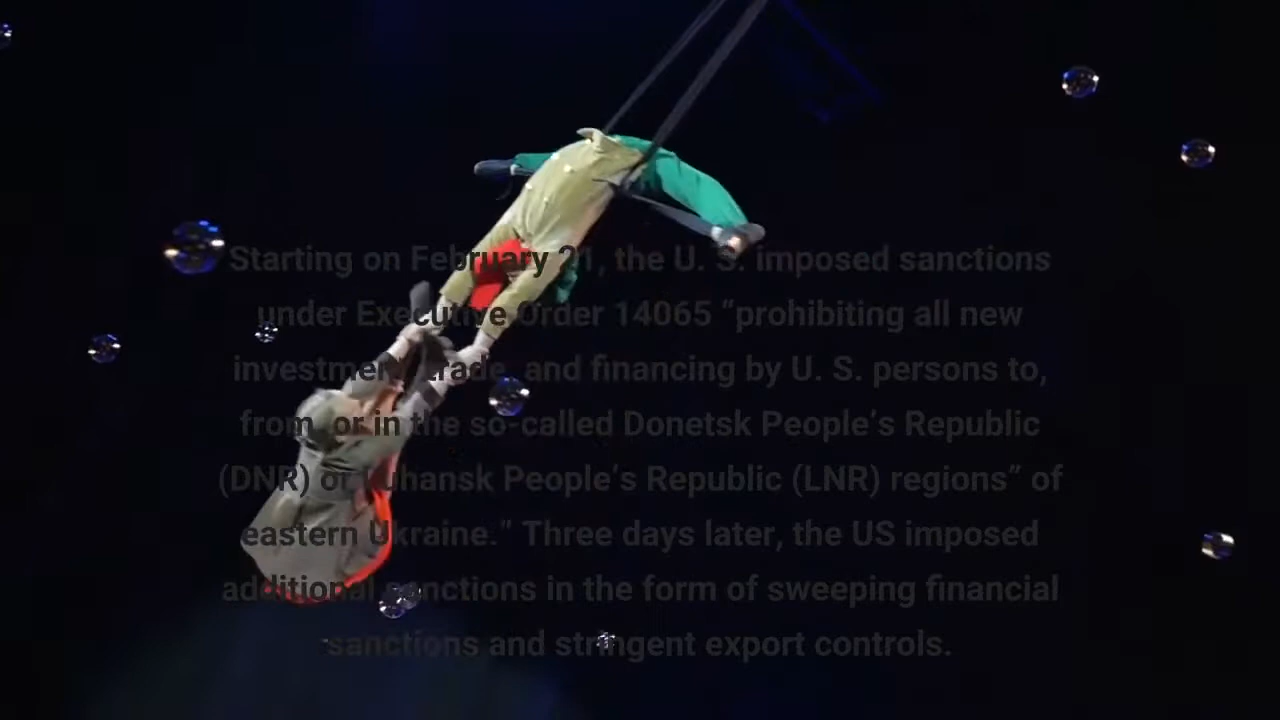 Starting on February 21, the U. S. imposed sanctions
under Executive Order 14065 “prohibiting all new
investment, trade, and financing by U. S. persons to,
from, or in the so-called Donetsk People’s Republic
(DNR) or Luhansk People’s Republic (LNR) regions” of
eastern Ukraine.” Three days later, the US imposed
additional sanctions in the form of sweeping financial
sanctions and stringent export controls.